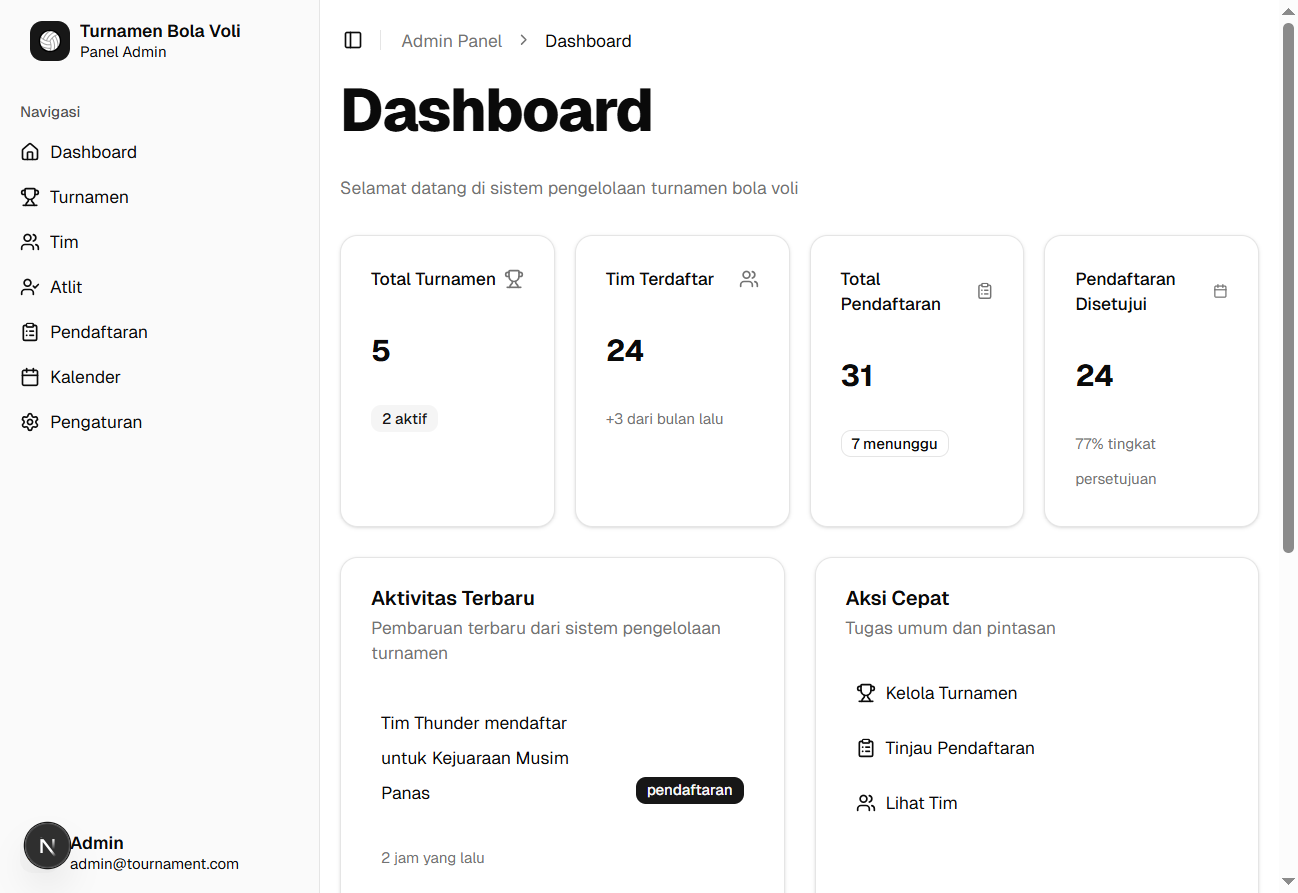 Turnamen Bola Voli
Panel Admin
Navigasi
Dashboard
Turnamen
Tim
Atlit
Pendaftaran
Kalender
Pengaturan
N
Admin
admin@tournament.com
Admin Panel > Dashboard
Dashboard
Selamat datang di sistem pengelolaan turnamen bola voli
Total Turnamen
5
2 aktif
Tim Terdaftar
24
+3 dari bulan lalu
Total
Pendaftaran
31
7 menunggu
Pendaftaran
Disetujui
24
77% tingkat
persetujuan
Aktivitas Terbaru
Pembaruan terbaru dari sistem pengelolaan
turnamen
Tim Thunder mendaftar
untuk Kejuaraan Musim
Panas
pendaftaran
2 jam yang lalu
Aksi Cepat
Tugas umum dan pintasan
Kelola Turnamen
Tinjau Pendaftaran
Lihat Tim